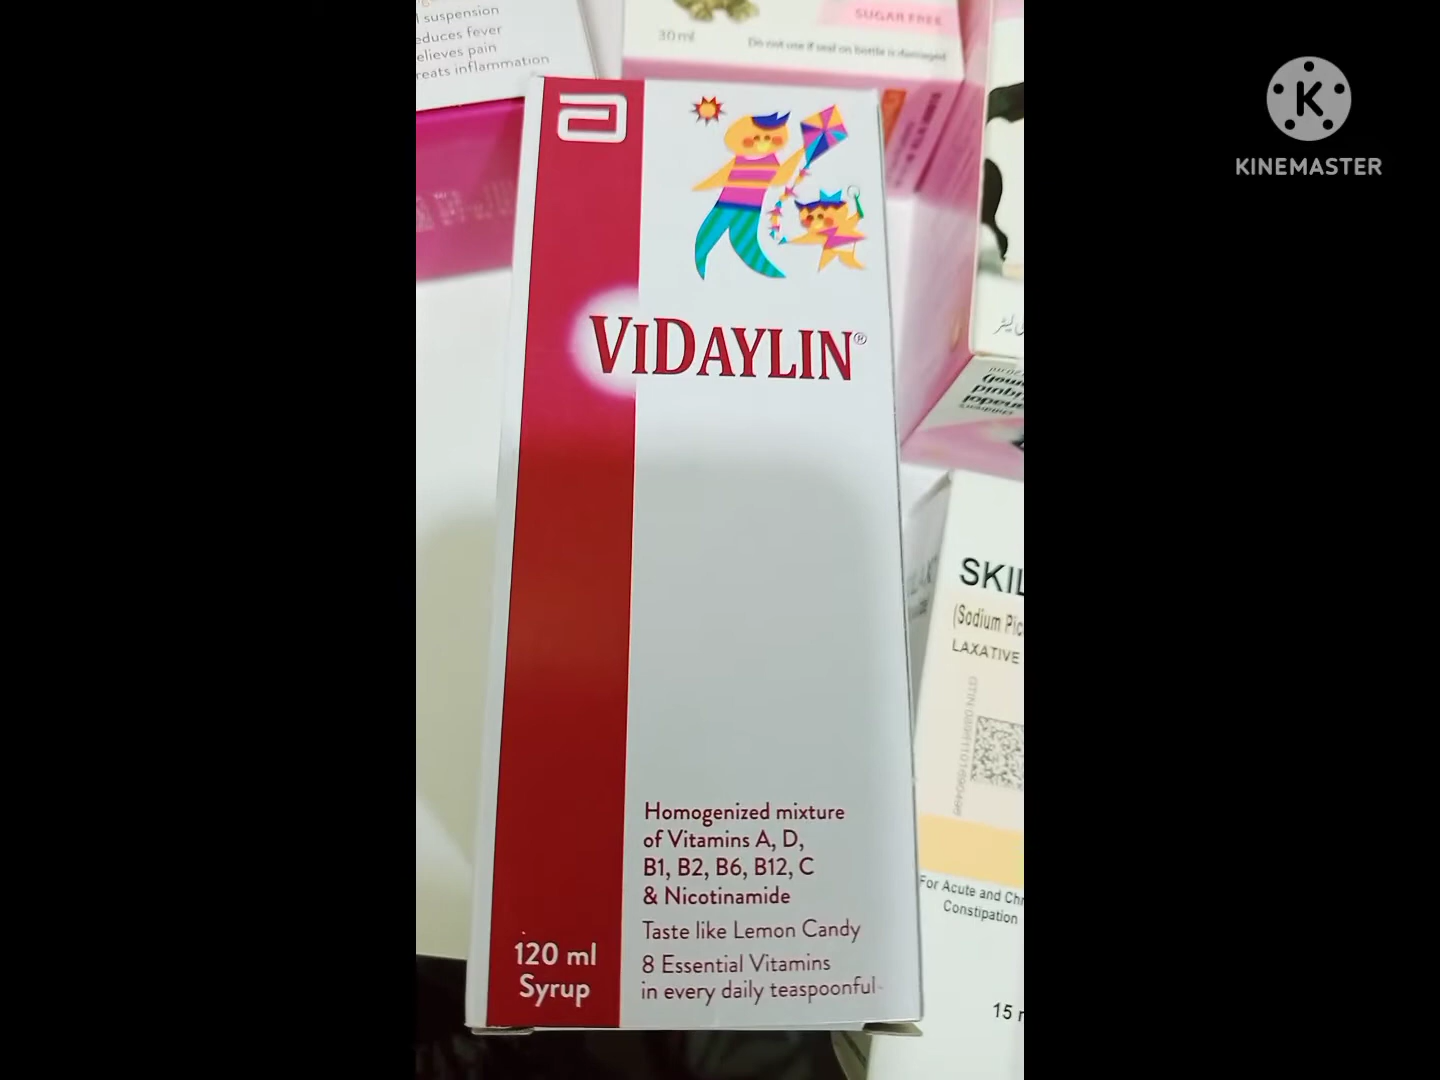 suspension
educes fever
elieves pain
reats inflammation
SUGAR FREE
30 ml
Do not use if seal on bottle is damaged
KINEMASTER
VIDAYLIN®
Homogenized mixture
of Vitamins A, D,
B1, B2, B6, B12, C
& Nicotinamide
Taste like Lemon Candy
8 Essential Vitamins
in every daily teaspoonful
120 ml
Syrup
SKIL
(Sodium Pic
LAXATIVE
For Acute and Chr
Constipation
15